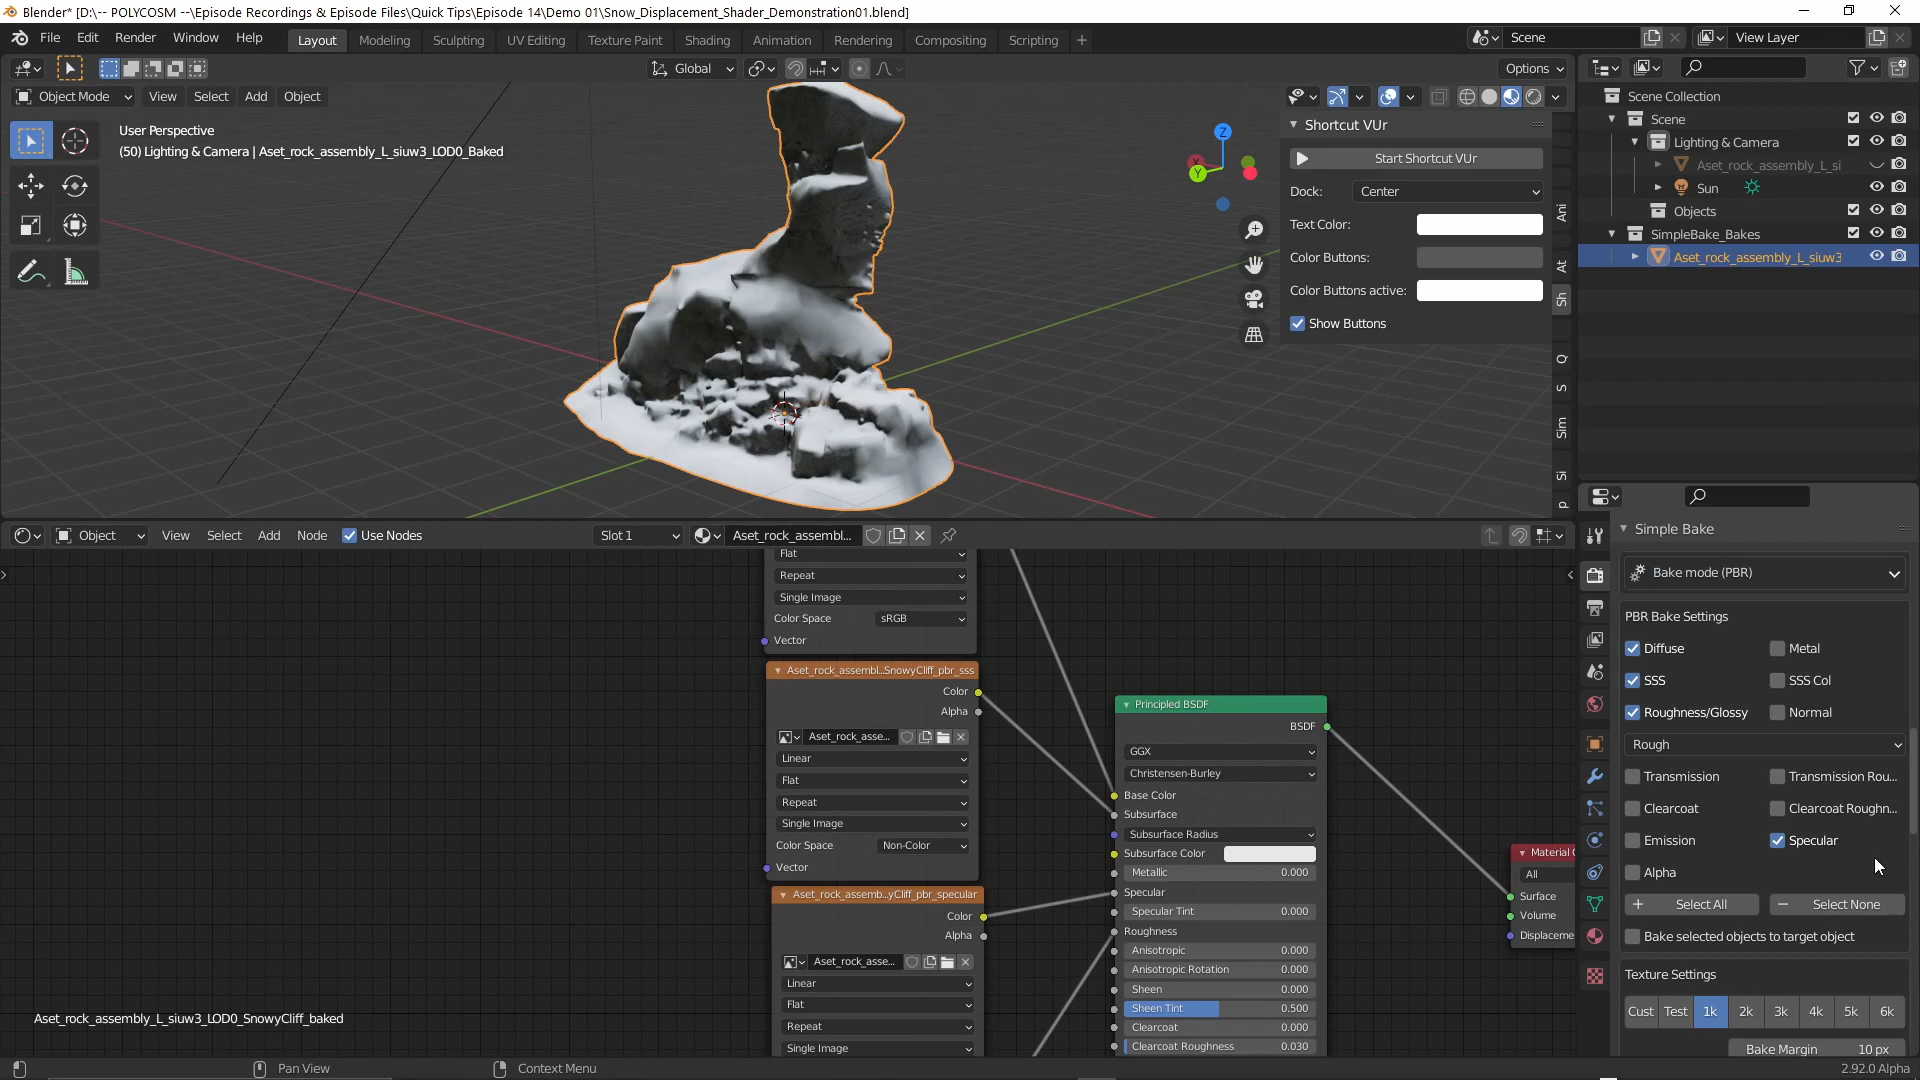 Blender* [D:\-- POLYCOSM --\Episode Recordings & Episode Files\Quick Tips\Episode 14\Demo 01\Snow_Displacement_Shader_Demonstration01.blend]
File Edit Render Window Help Layout Modeling Sculpting UV Editing Texture Paint Shading Animation Rendering Compositing Scripting + Scene View Layer
Global Options
Object Mode View Select Add Object
User Perspective
(50) Lighting & Camera | Aset_rock_assembly_L_siuw3_LOD0_Baked
Z
Y
Shortcut VUr
Start Shortcut VUr
Dock: Center
Text Color:
Color Buttons:
Color Buttons active:
Show Buttons
Ani
At
Sh
Q
S
Sim
Si
p
Scene Collection
Scene
Lighting & Camera
Aset_rock_assembly_L_si
Sun
Objects
SimpleBake_Bakes
Aset_rock_assembly_L_siuw3
Object View Select Add Node Use Nodes Slot 1 Aset_rock_assembl...
Flat
Repeat
Single Image
Color Space sRGB
Vector
Aset_rock_assembl...SnowyCliff_pbr_sss
Color
Alpha
Aset_rock_asse...
Linear
Flat
Repeat
Single Image
Color Space Non-Color
Vector
Aset_rock_assemb...yCliff_pbr_specular
Color
Alpha
Aset_rock_asse...
Linear
Flat
Repeat
Single Image
Principled BSDF
BSDF
GGX
Christensen-Burley
Base Color
Subsurface
Subsurface Radius
Subsurface Color
Metallic 0.000
Specular
Specular Tint 0.000
Roughness
Anisotropic 0.000
Anisotropic Rotation 0.000
Sheen 0.000
Sheen Tint 0.500
Clearcoat 0.000
Clearcoat Roughness 0.030
Material
All
Surface
Volume
Displaceme
Aset_rock_assembly_L_siuw3_LOD0_SnowyCliff_baked
Simple Bake
Bake mode (PBR)
PBR Bake Settings
Diffuse Metal
SSS SSS Col
Roughness/Glossy Normal
Rough
Transmission Transmission Rou...
Clearcoat Clearcoat Roughn...
Emission Specular
Alpha
+ Select All − Select None
Bake selected objects to target object
Texture Settings
Cust Test 1k 2k 3k 4k 5k 6k
Bake Margin 10 px
Pan View Context Menu 2.92.0 Alpha